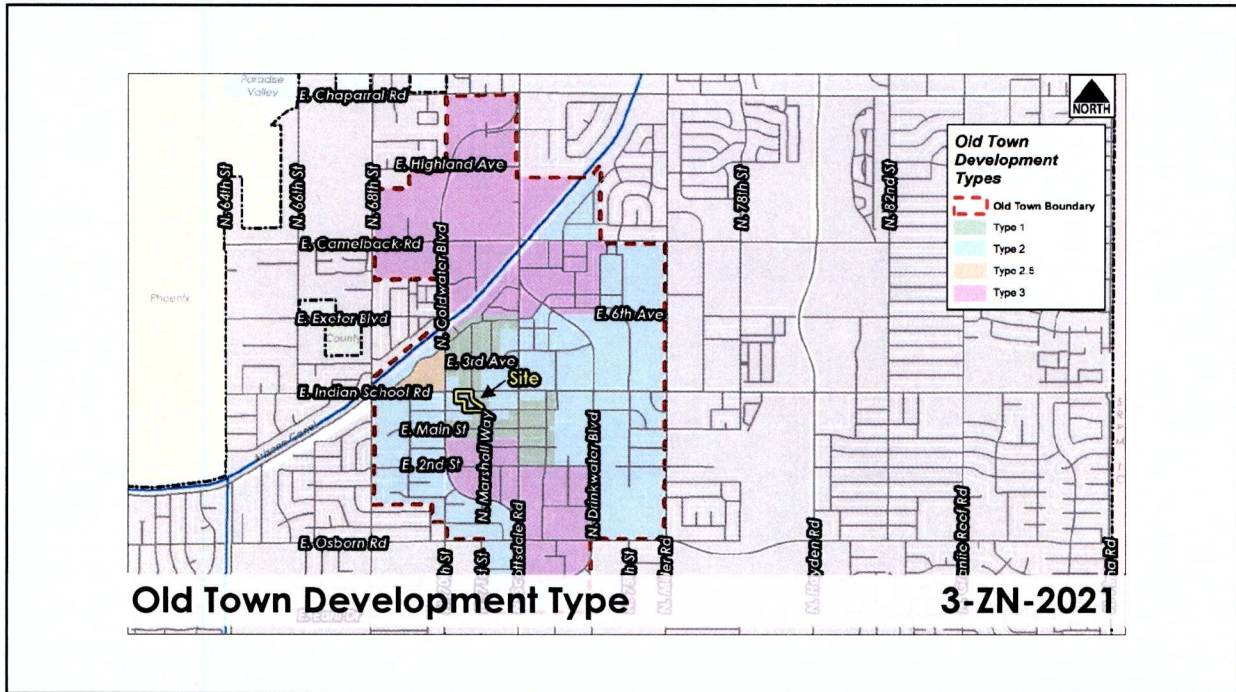 Paradise
Valley
E. Chaparral Rd
NORTH
Old Town
Development
Types
Old Town Boundary
Type 1
Type 2
Type 2.5
Type 3
E. Highland Ave
N. 64th St
N. 66th St
N. 68th St
N. 78th St
N. 82nd St
E. Camelback Rd
N. Coldwater Blvd
Phoenix
E. Exeter Blvd
County
E. 6th Ave
E. 3rd Ave
Site
E. Indian School Rd
E. Main St
E. 2nd St
N. Marshall Way
N. Drinkwater Blvd
E. Osborn Rd
N. Hayden Rd
N. Miller Rd
Old Town Development Type
3-ZN-2021
E. Earll Dr